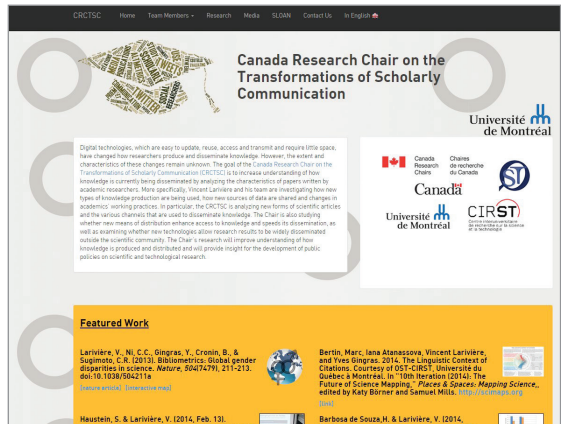 CRCTSC Home Team Members Research Media SLOAN Contact Us In English
Canada Research Chair on the
Transformations of Scholarly
Communication
Université
de Montréal
Digital technologies, which are easy to update, reuse, access and transmit and require little space,
have changed how researchers produce and disseminate knowledge. However, the extent and
characteristics of these changes remain unknown. The goal of the Canada Research Chair on the
Transformations of Scholarly Communication (CRCTSC) is to increase understanding of how
knowledge is currently being disseminated by analyzing the characteristics of papers written by
academic researchers. More specifically, Vincent Larivière and his team are investigating how new
types of knowledge production are being used, how new sources of data are shared and changes in
academics' working practices. In particular, the CRCTSC is analyzing new forms of scientific articles
and the various channels that are used to disseminate knowledge. The Chair is also studying
whether new means of distribution enhance access to knowledge and speeds its dissemination, as
well as examining whether new technologies allow research results to be widely disseminated
outside the scientific community. The Chair's research will improve understanding of how
knowledge is produced and distributed and will provide insight for the development of public
policies on scientific and technological research.
Canada Chaires
Research de recherche
Chairs du Canada
Canada
Université
de Montréal
CIRST
Centre interuniversitaire
de recherche sur la science
et la technologie
Featured Work
Larivière, V., Ni, C.C., Gingras, Y., Cronin, B., &
Sugimoto, C.R. (2013). Bibliometrics: Global gender
disparities in science. Nature, 504(7479), 211-213.
doi:10.1038/504211a
[nature article] [interactive map]
Bertin, Marc, Iana Atanassova, Vincent Larivière,
and Yves Gingras. 2014. The Linguistic Context of
Citations. Courtesy of OST-CIRST, Université du
Québec à Montréal. In "10th Iteration (2014): The
Future of Science Mapping," Places & Spaces: Mapping Science,,
edited by Katy Börner and Samuel Mills. http://scimaps.org
[link]
Haustein, S. & Larivière, V. (2014, Feb. 13).
Barbosa de Souza,H. & Larivière, V. (2014,